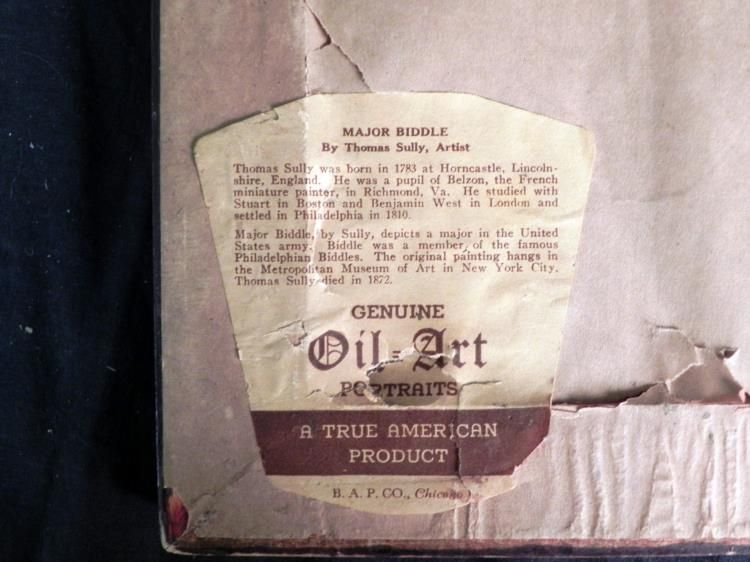 MAJOR BIDDLE
By Thomas Sully, Artist
Thomas Sully was born in 1783 at Horncastle, Lincoln-
shire, England. He was a pupil of Belzon, the French
miniature painter, in Richmond, Va. He studied with
Stuart in Boston and Benjamin West in London and
settled in Philadelphia in 1810.
Major Biddle, by Sully, depicts a major in the United
States army. Biddle was a member of the famous
Philadelphian Biddles. The original painting hangs in
the Metropolitan Museum of Art in New York City.
Thomas Sully died in 1872.
GENUINE
Oil-Art
PORTRAITS
A TRUE AMERICAN
PRODUCT
B. A. P. CO., Chicago